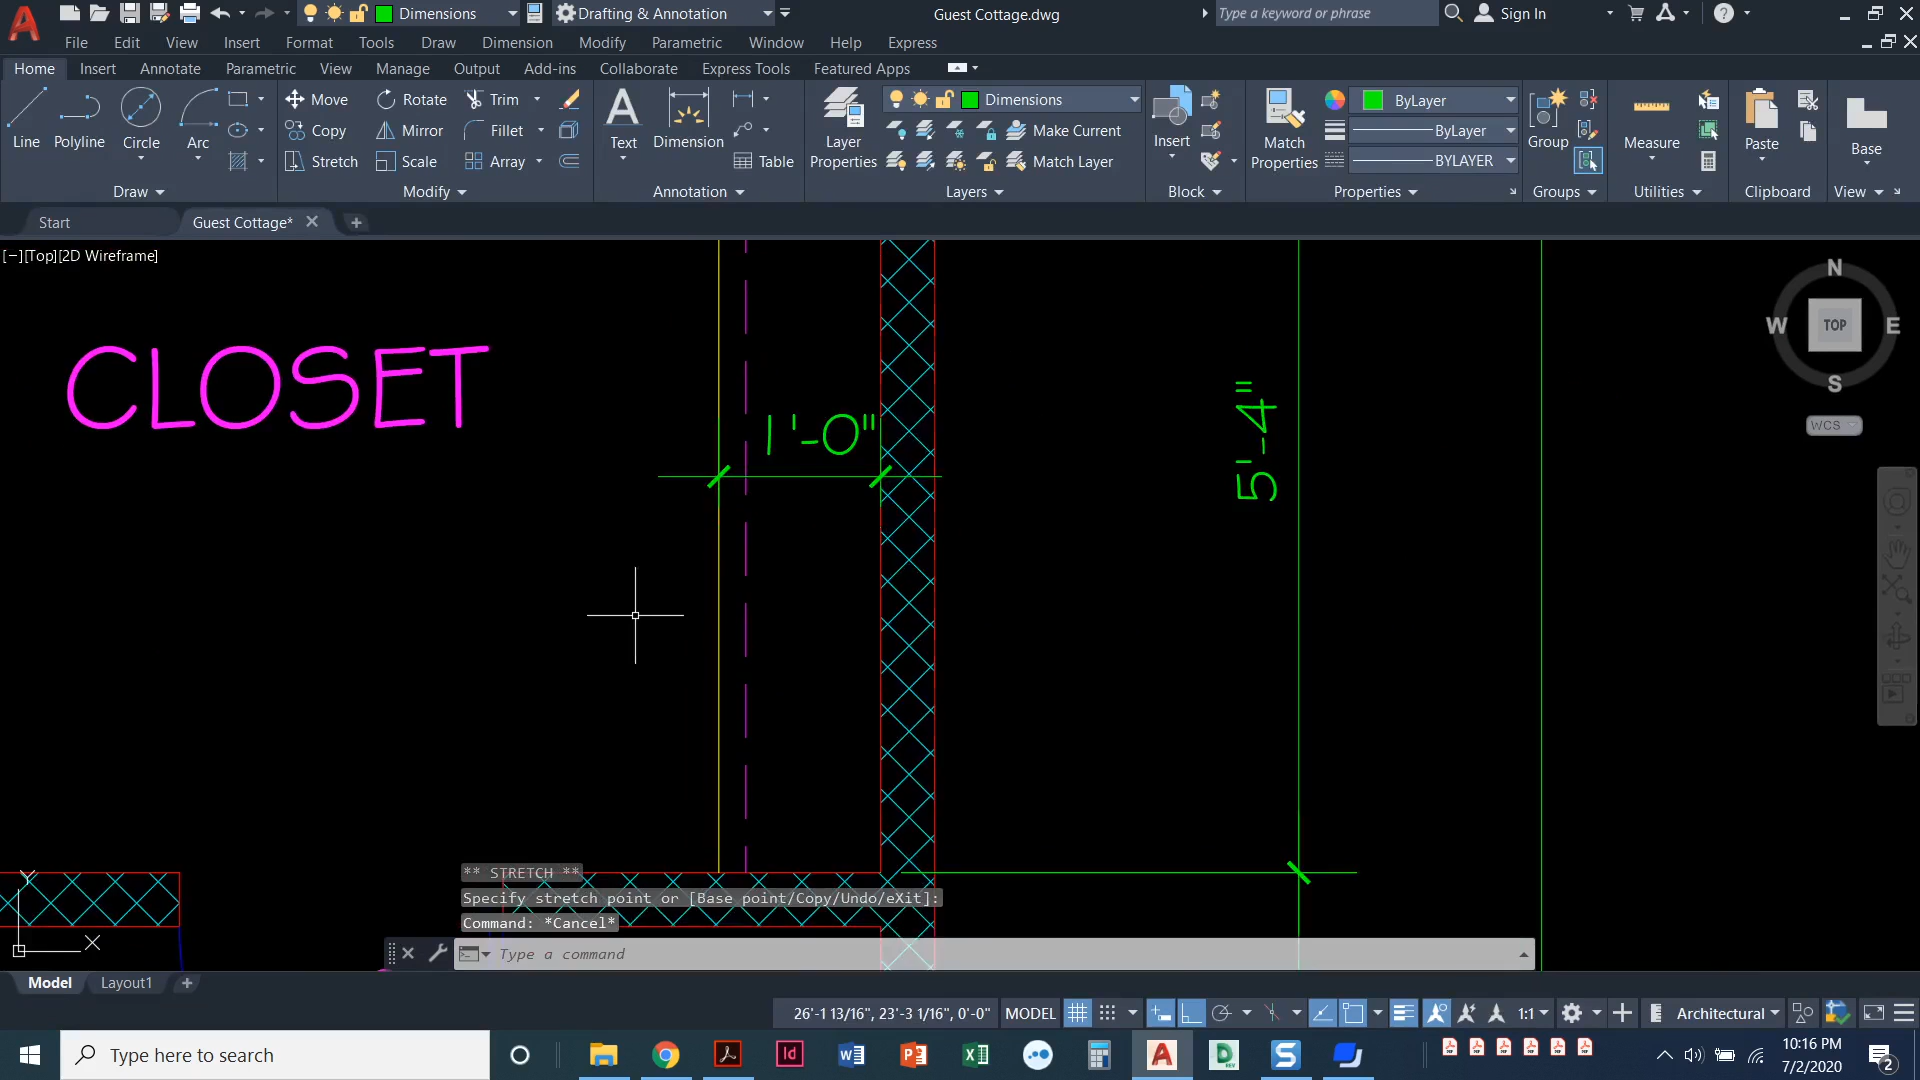 Dimensions
Drafting & Annotation
Guest Cottage.dwg
Type a keyword or phrase
Sign In
File Edit View Insert Format Tools Draw Dimension Modify Parametric Window Help Express
Home Insert Annotate Parametric View Manage Output Add-ins Collaborate Express Tools Featured Apps
Line Polyline Circle Arc
Move Rotate Trim
Copy Mirror Fillet
Stretch Scale Array
Text Dimension Table
Layer Properties
Dimensions
Make Current
Match Layer
Insert
Match Properties
ByLayer
ByLayer
BYLAYER
Group
Measure
Paste
Base
Draw Modify Annotation Layers Block Properties Groups Utilities Clipboard View
Start Guest Cottage*
[−][Top][2D Wireframe]
N
W TOP E
S
WCS
CLOSET
1'-0"
5'-4"
** STRETCH **
Specify stretch point or [Base point/Copy/Undo/eXit]:
Command: *Cancel*
Type a command
Y
X
Model Layout1
26'-1 13/16", 23'-3 1/16", 0'-0" MODEL 1:1 Architectural
Type here to search
10:16 PM
7/2/2020
2